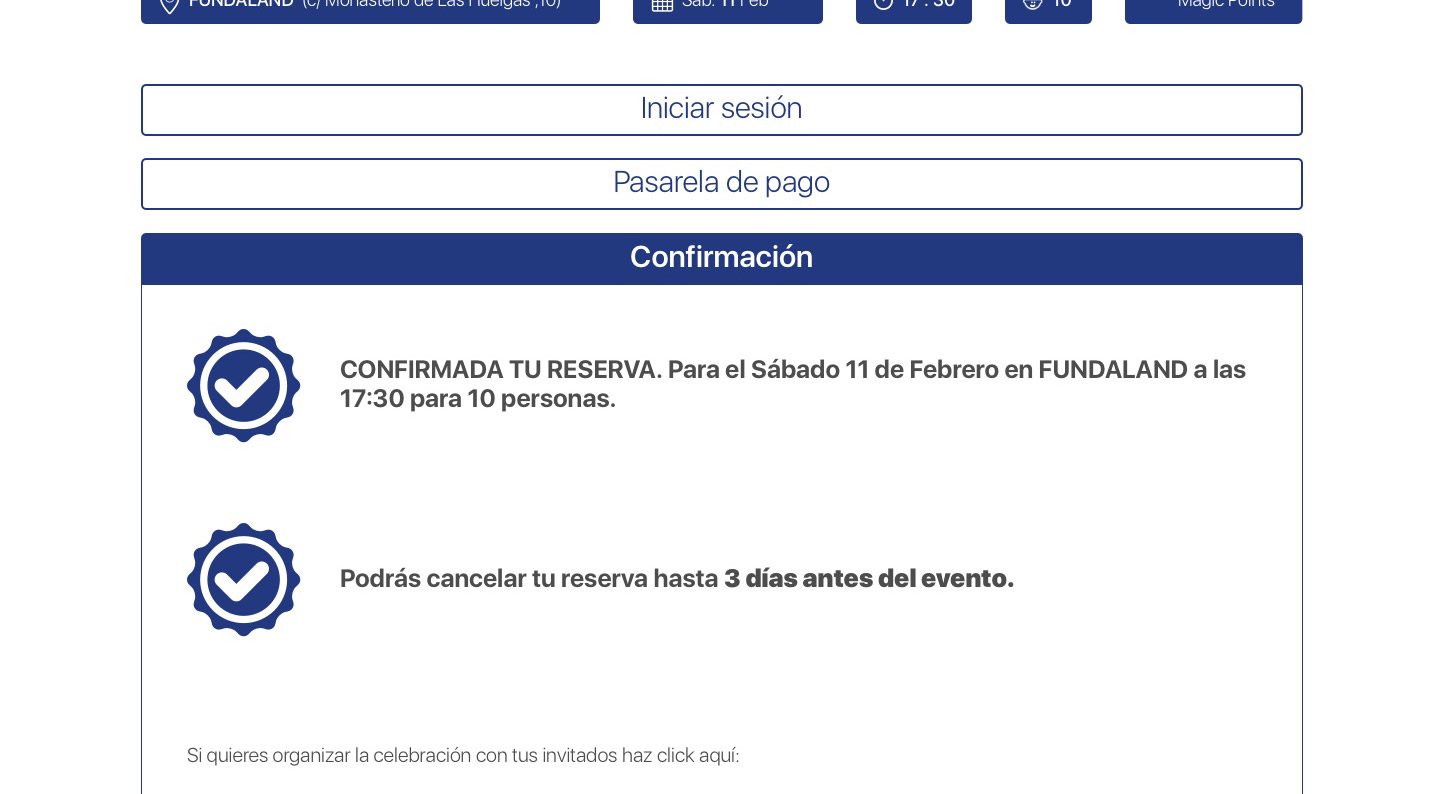 FUNDALAND (c/ Monasterio de Las Huelgas ,10)
Sáb. 11 Feb
17 : 30
10
Magic Points
Iniciar sesión
Pasarela de pago
Confirmación
CONFIRMADA TU RESERVA. Para el Sábado 11 de Febrero en FUNDALAND a las
17:30 para 10 personas.
Podrás cancelar tu reserva hasta 3 días antes del evento.
Si quieres organizar la celebración con tus invitados haz click aquí: